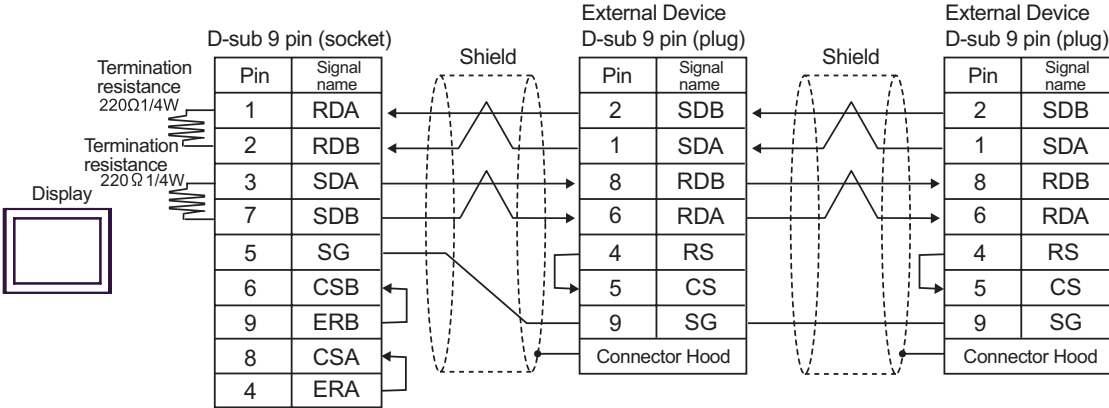 External Device
D-sub 9 pin (plug)
External Device
D-sub 9 pin (plug)
D-sub 9 pin (socket)
Shield
Shield
Termination
resistance
220Ω1/4W
Termination
resistance
220Ω1/4W
Display
Pin Signal name
1 RDA
2 RDB
3 SDA
7 SDB
5 SG
6 CSB
9 ERB
8 CSA
4 ERA
Pin Signal name
2 SDB
1 SDA
8 RDB
6 RDA
4 RS
5 CS
9 SG
Connector Hood
Pin Signal name
2 SDB
1 SDA
8 RDB
6 RDA
4 RS
5 CS
9 SG
Connector Hood